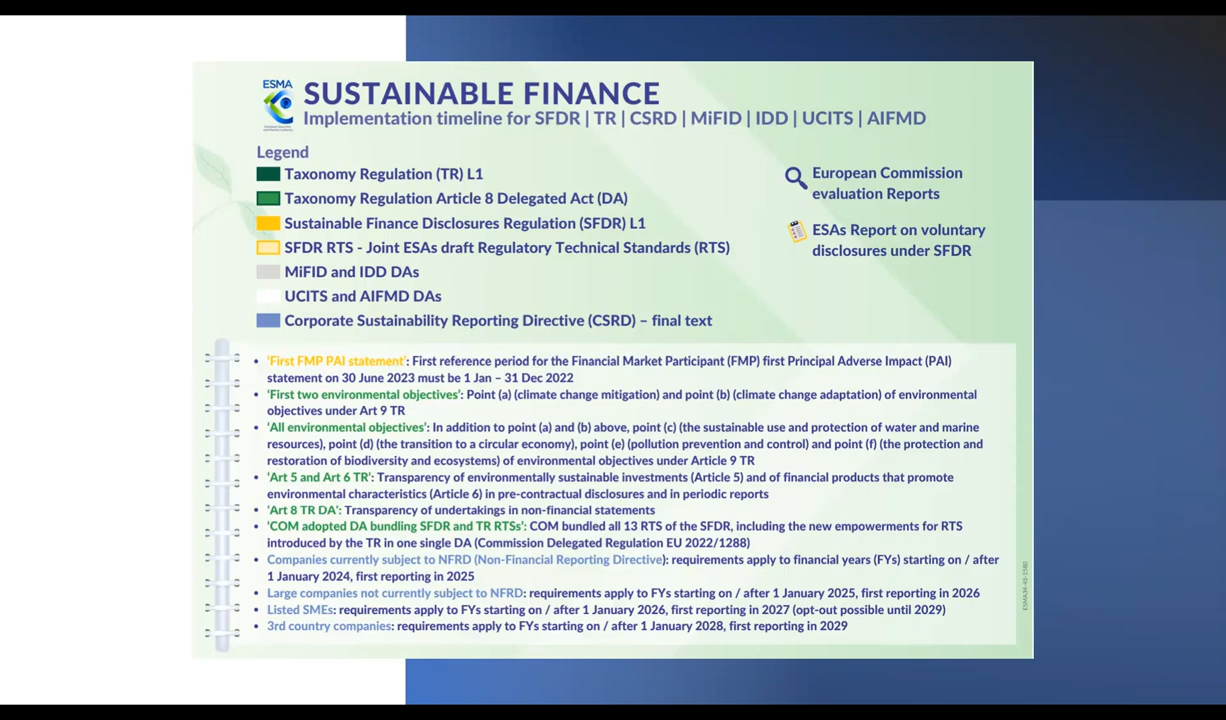 ESMA
SUSTAINABLE FINANCE
Implementation timeline for SFDR | TR | CSRD | MiFID | IDD | UCITS | AIFMD
Legend
Taxonomy Regulation (TR) L1
Taxonomy Regulation Article 8 Delegated Act (DA)
Sustainable Finance Disclosures Regulation (SFDR) L1
SFDR RTS - Joint ESAs draft Regulatory Technical Standards (RTS)
MiFID and IDD DAs
UCITS and AIFMD DAs
Corporate Sustainability Reporting Directive (CSRD) – final text
European Commission
evaluation Reports
ESAs Report on voluntary
disclosures under SFDR
• ‘First FMP PAI statement’: First reference period for the Financial Market Participant (FMP) first Principal Adverse Impact (PAI)
statement on 30 June 2023 must be 1 Jan – 31 Dec 2022
• ‘First two environmental objectives’: Point (a) (climate change mitigation) and point (b) (climate change adaptation) of environmental
objectives under Art 9 TR
• ‘All environmental objectives’: In addition to point (a) and (b) above, point (c) (the sustainable use and protection of water and marine
resources), point (d) (the transition to a circular economy), point (e) (pollution prevention and control) and point (f) (the protection and
restoration of biodiversity and ecosystems) of environmental objectives under Article 9 TR
• ‘Art 5 and Art 6 TR’: Transparency of environmentally sustainable investments (Article 5) and of financial products that promote
environmental characteristics (Article 6) in pre-contractual disclosures and in periodic reports
• ‘Art 8 TR DA’: Transparency of undertakings in non-financial statements
• ‘COM adopted DA bundling SFDR and TR RTSs’: COM bundled all 13 RTS of the SFDR, including the new empowerments for RTS
introduced by the TR in one single DA (Commission Delegated Regulation EU 2022/1288)
• Companies currently subject to NFRD (Non-Financial Reporting Directive): requirements apply to financial years (FYs) starting on / after
1 January 2024, first reporting in 2025
• Large companies not currently subject to NFRD: requirements apply to FYs starting on / after 1 January 2025, first reporting in 2026
• Listed SMEs: requirements apply to FYs starting on / after 1 January 2026, first reporting in 2027 (opt-out possible until 2029)
• 3rd country companies: requirements apply to FYs starting on / after 1 January 2028, first reporting in 2029